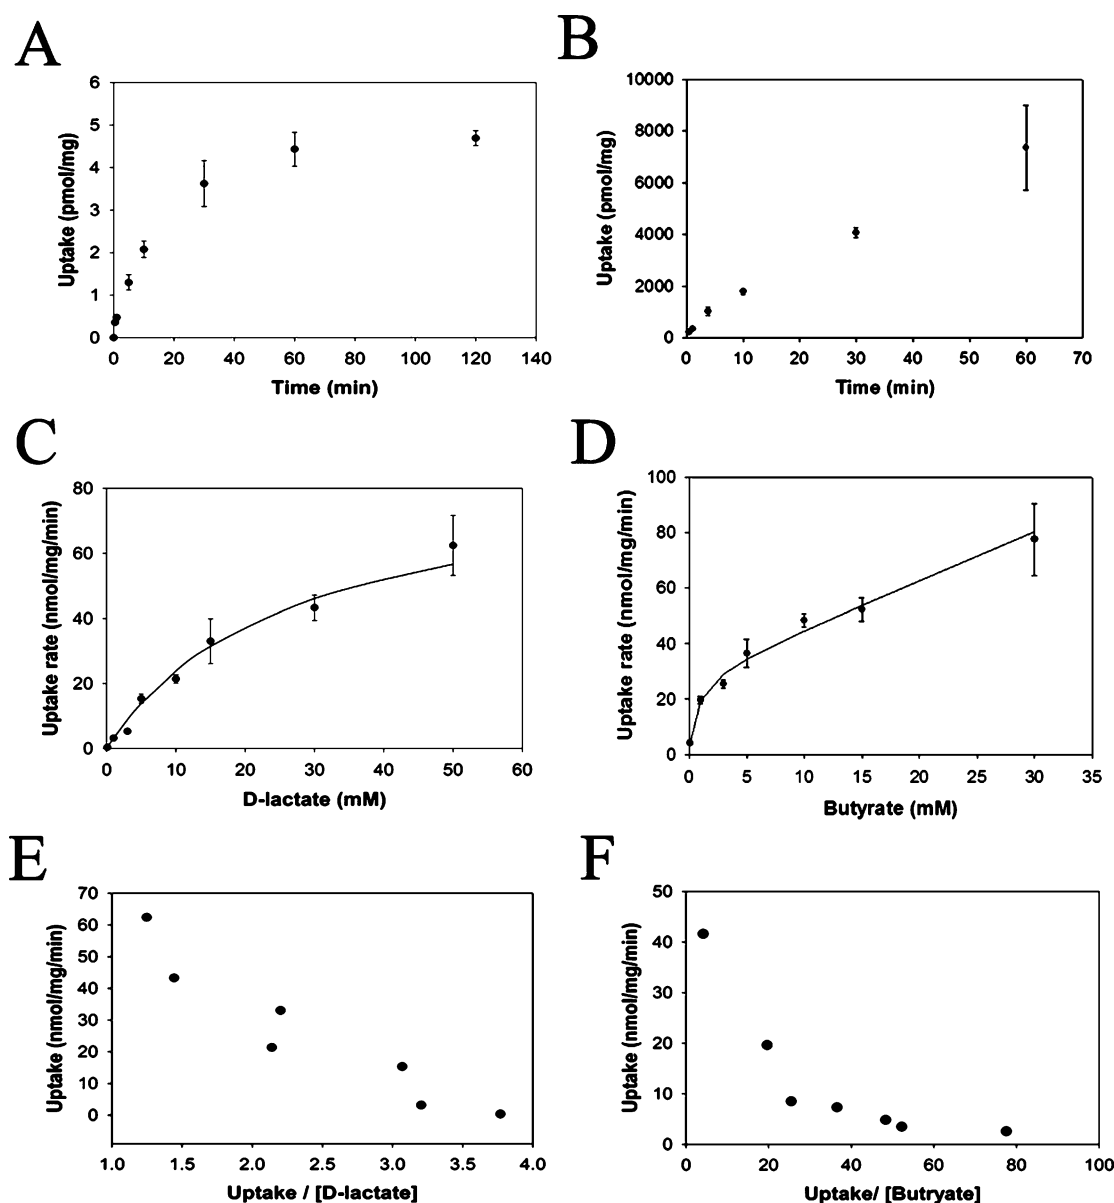 A
B
6
5
4
3
2
1
0
Uptake (pmol/mg)
0 20 40 60 80 100 120 140
Time (min)
10000
8000
6000
4000
2000
0
Uptake (pmol/mg)
0 10 20 30 40 50 60 70
Time (min)
C
D
80
60
40
20
0
Uptake rate (nmol/mg/min)
0 10 20 30 40 50 60
D-lactate (mM)
100
80
60
40
20
0
Uptake rate (nmol/mg/min)
0 5 10 15 20 25 30 35
Butyrate (mM)
E
F
70
60
50
40
30
20
10
0
Uptake (nmol/mg/min)
1.0 1.5 2.0 2.5 3.0 3.5 4.0
Uptake / [D-lactate]
50
40
30
20
10
0
Uptake (nmol/mg/min)
0 20 40 60 80 100
Uptake/ [Butryate]